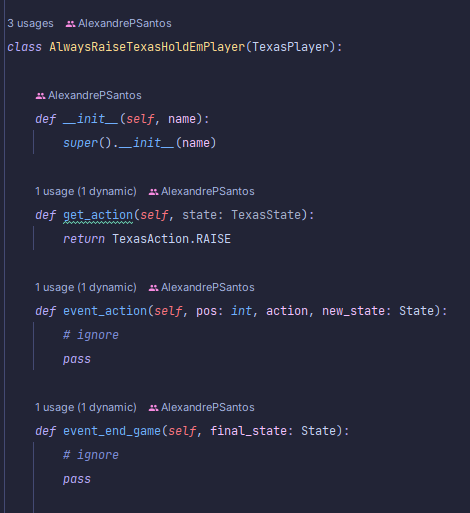 3 usages AlexandrePSantos
class AlwaysRaiseTexasHoldEmPlayer(TexasPlayer):
AlexandrePSantos
def __init__(self, name):
super().__init__(name)
1 usage (1 dynamic) AlexandrePSantos
def get_action(self, state: TexasState):
return TexasAction.RAISE
1 usage (1 dynamic) AlexandrePSantos
def event_action(self, pos: int, action, new_state: State):
# ignore
pass
1 usage (1 dynamic) AlexandrePSantos
def event_end_game(self, final_state: State):
# ignore
pass